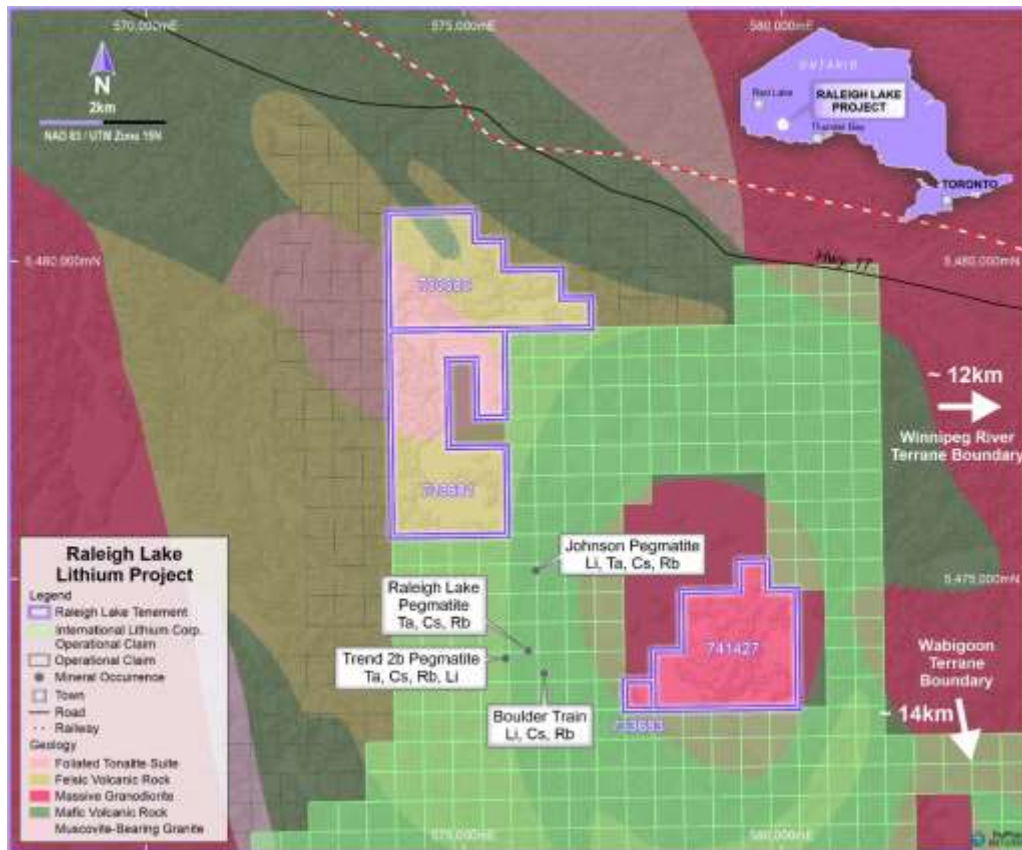 570,000mE
575,000mE
580,000mE
N
2km
NAD 83 / UTM Zone 15N
ONTARIO
Red Lake
RALEIGH LAKE
PROJECT
Thunder Bay
TORONTO
5,480,000mN
Hwy 17
5,480,000mN
~ 12km
Winnipeg River
Terrane Boundary
Johnson Pegmatite
Li, Ta, Cs, Rb
5,475,000mN
Raleigh Lake
Pegmatite
Ta, Cs, Rb
Trend 2b Pegmatite
Ta, Cs, Rb, Li
Boulder Train
Li, Cs, Rb
741427
733683
Wabigoon
Terrane
Boundary
~ 14km
Raleigh Lake
Lithium Project
Legend
Raleigh Lake Tenement
International Lithium Corp.
Operational Claim
Operational Claim
Mineral Occurrence
Town
Road
Railway
Geology
Foliated Tonalite-Suite
Felsic Volcanic Rock
Massive Granodiorite
Mafic Volcanic Rock
Muscovite-Bearing Granite
575,000mE
580,000mE